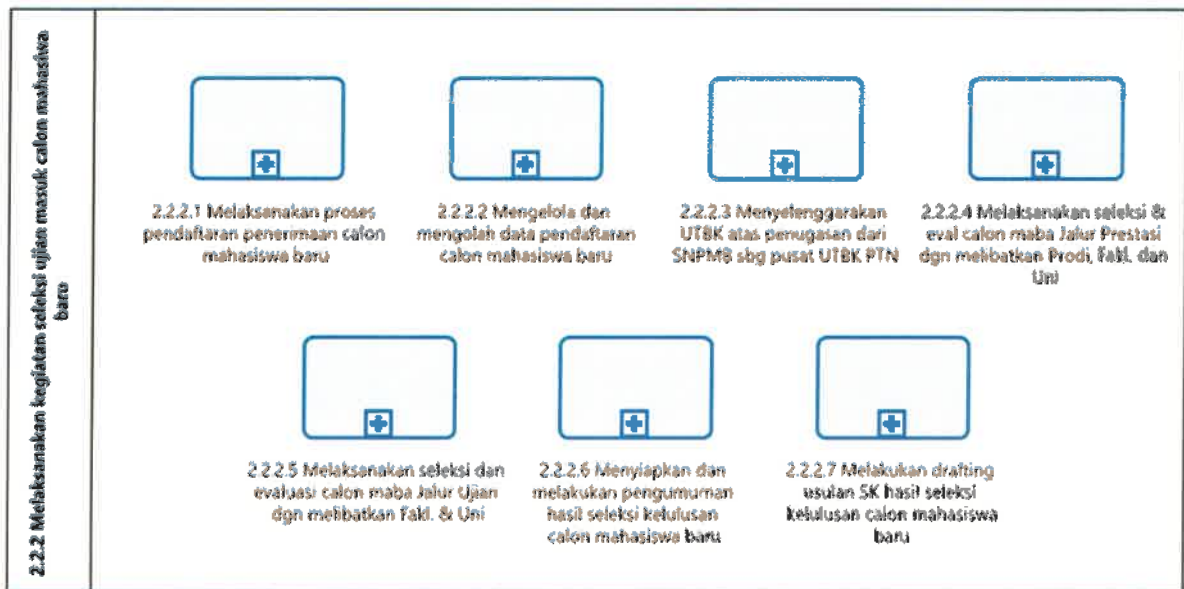 2.2.2 Melaksanakan kegiatan seleksi ujian masuk calon mahasiswa
baru
2.2.2.1 Melaksanakan proses
pendaftaran penerimaan calon
mahasiswa baru
2.2.2.2 Mengelola dan
mengolah data pendaftaran
calon mahasiswa baru
2.2.2.3 Menyelenggarakan
UTBK atas penugasan dari
SNPMB sbg pusat UTBK PTN
2.2.2.4 Melaksanakan seleksi &
eval calon maba Jalur Prestasi
dgn melibatkan Prodi, Fakl. dan
Uni
2.2.2.5 Melaksanakan seleksi dan
evaluasi calon maba Jalur Ujian
dgn melibatkan Fakl. & Uni
2.2.2.6 Menyiapkan dan
melakukan pengumuman
hasil seleksi kelulusan
calon mahasiswa baru
2.2.2.7 Melakukan drafting
usulan SK hasil seleksi
kelulusan calon mahasiswa
baru